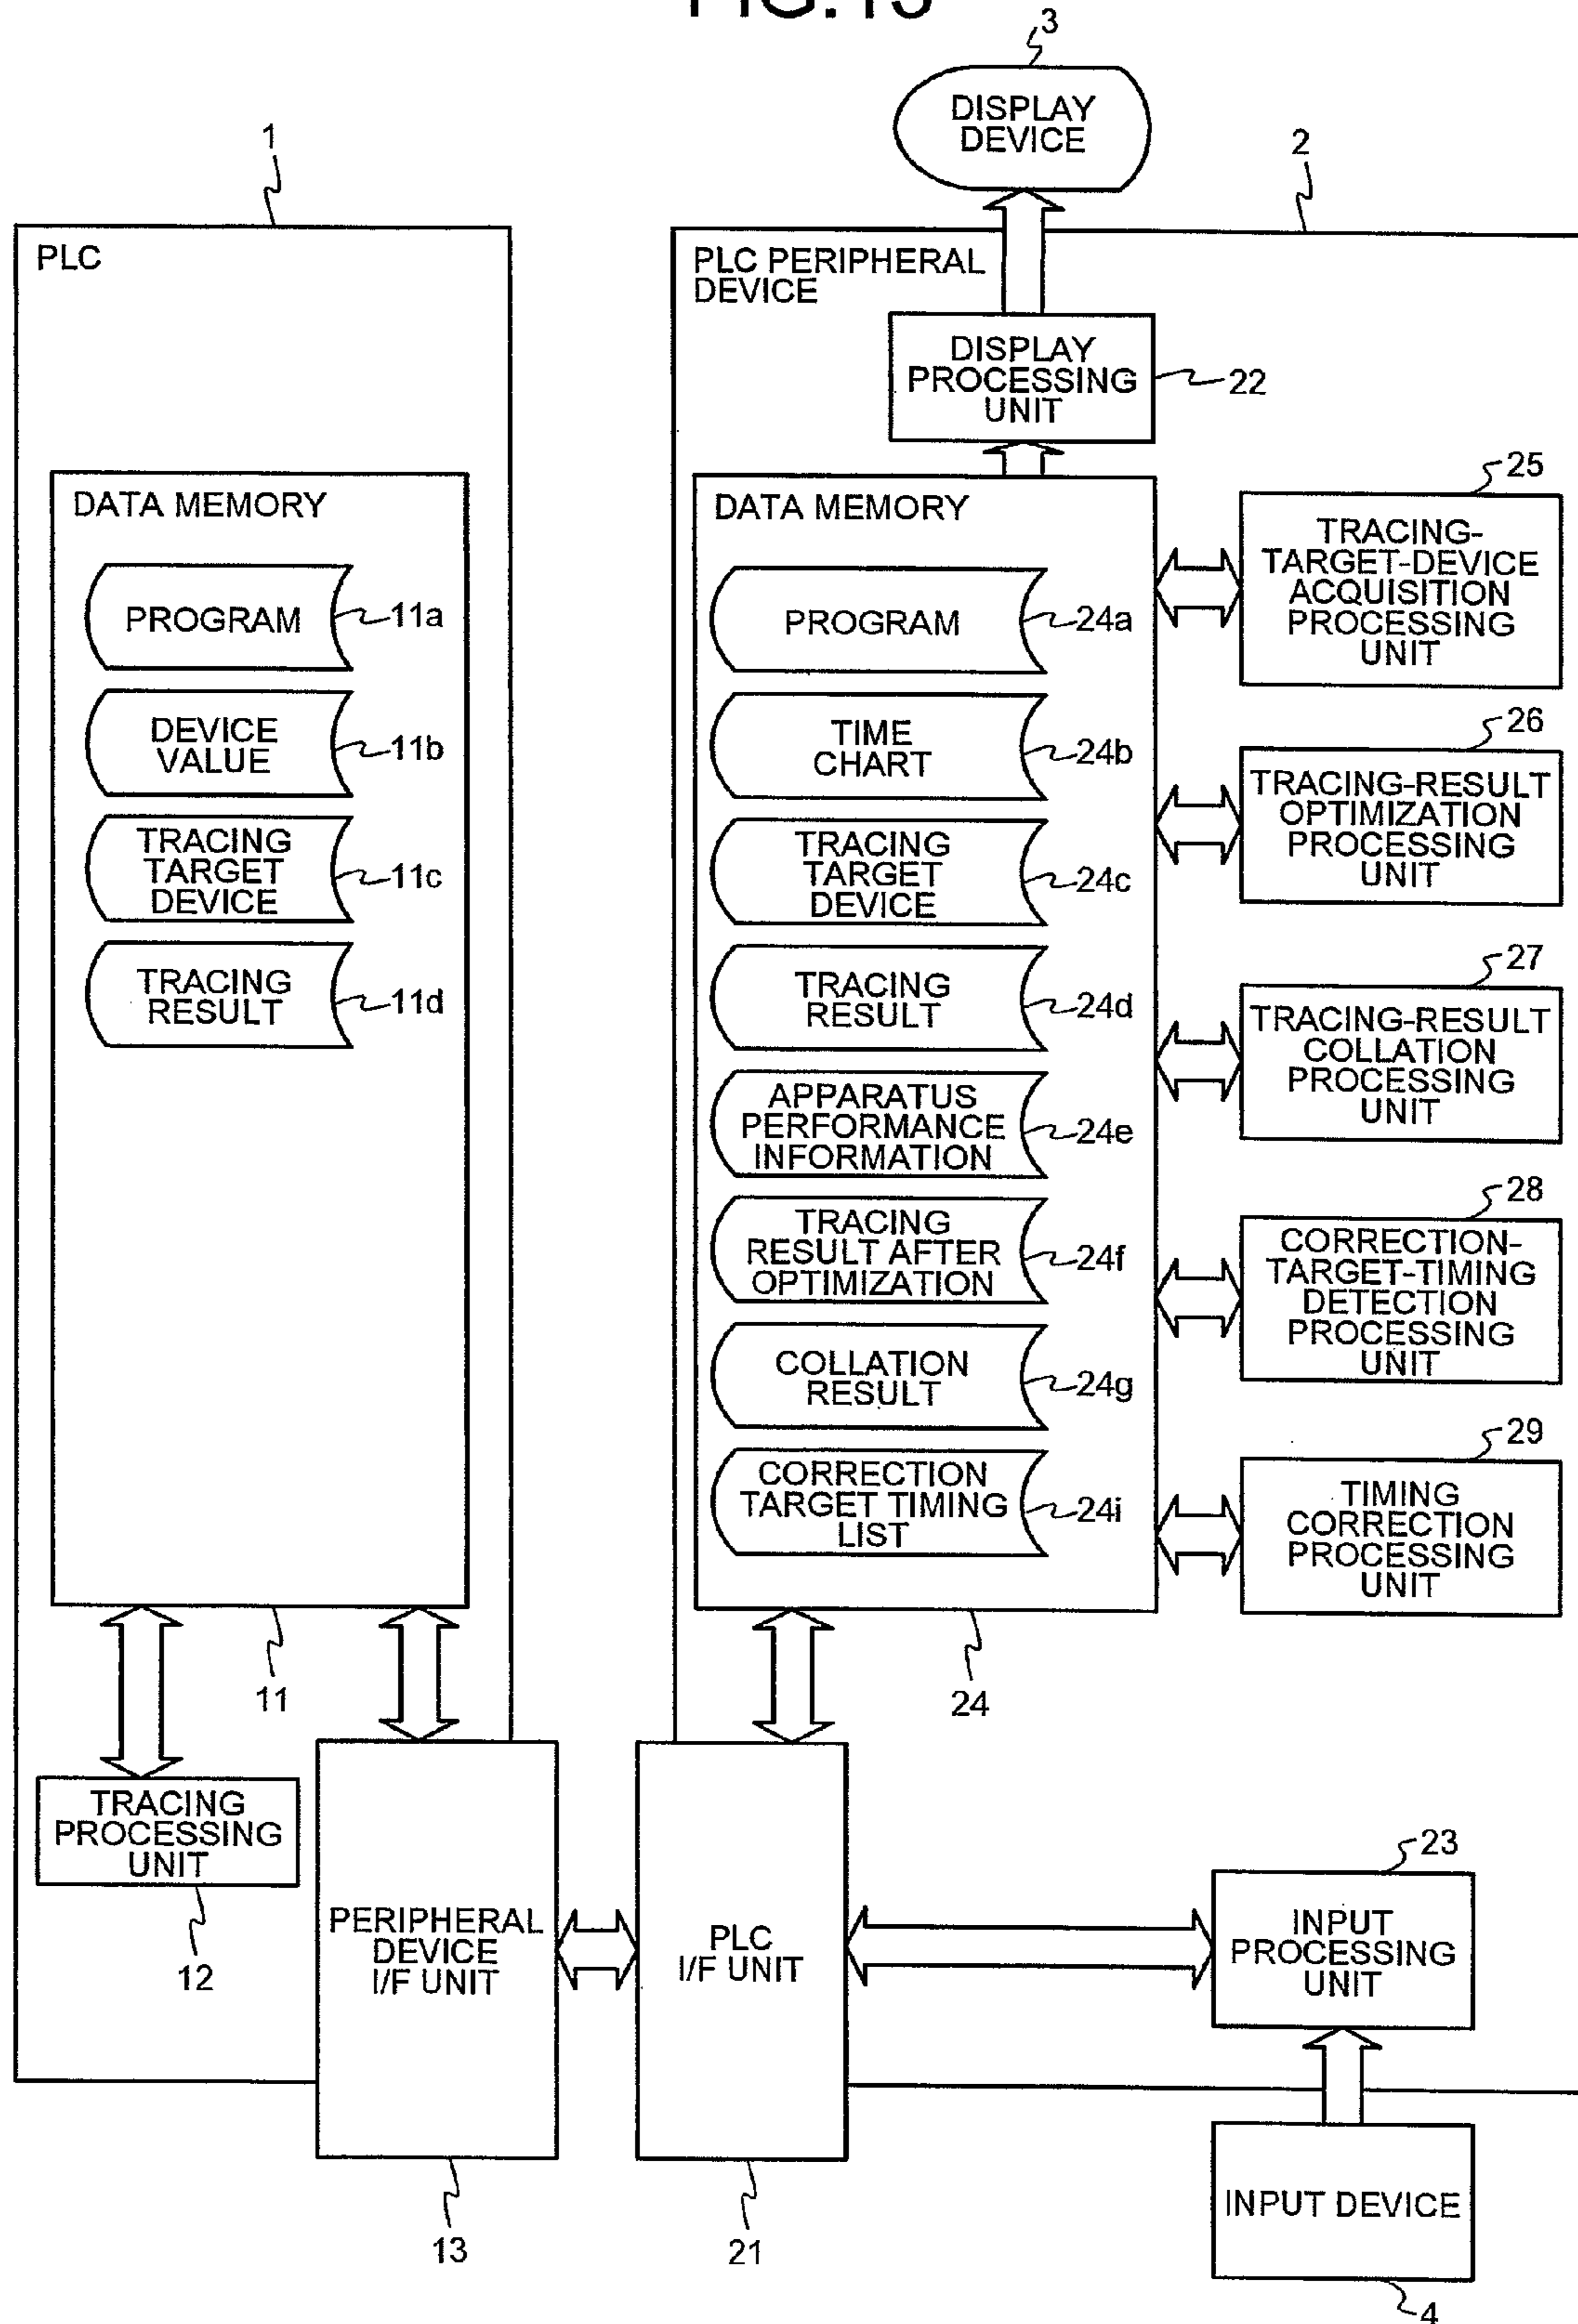 FIG.13
3
DISPLAY
DEVICE
1
2
PLC
PLC PERIPHERAL
DEVICE
DISPLAY
PROCESSING
UNIT
22
DATA MEMORY
PROGRAM
11a
DEVICE
VALUE
11b
TRACING
TARGET
DEVICE
11c
TRACING
RESULT
11d
11
TRACING
PROCESSING
UNIT
12
PERIPHERAL
DEVICE
I/F UNIT
13
DATA MEMORY
PROGRAM
24a
TIME
CHART
24b
TRACING
TARGET
DEVICE
24c
TRACING
RESULT
24d
APPARATUS
PERFORMANCE
INFORMATION
24e
TRACING
RESULT AFTER
OPTIMIZATION
24f
COLLATION
RESULT
24g
CORRECTION
TARGET TIMING
LIST
24i
24
25
TRACING-
TARGET-DEVICE
ACQUISITION
PROCESSING
UNIT
26
TRACING-RESULT
OPTIMIZATION
PROCESSING
UNIT
27
TRACING-RESULT
COLLATION
PROCESSING
UNIT
28
CORRECTION-
TARGET-TIMING
DETECTION
PROCESSING
UNIT
29
TIMING
CORRECTION
PROCESSING
UNIT
PLC
I/F UNIT
21
23
INPUT
PROCESSING
UNIT
INPUT DEVICE
4